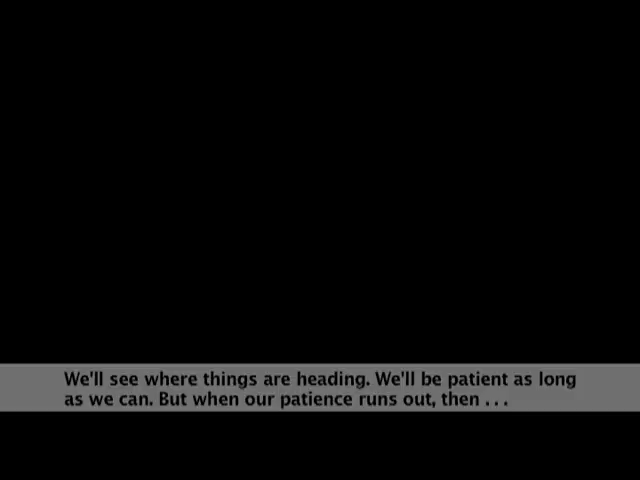 We'll see where things are heading. We'll be patient as long
as we can. But when our patience runs out, then . . .